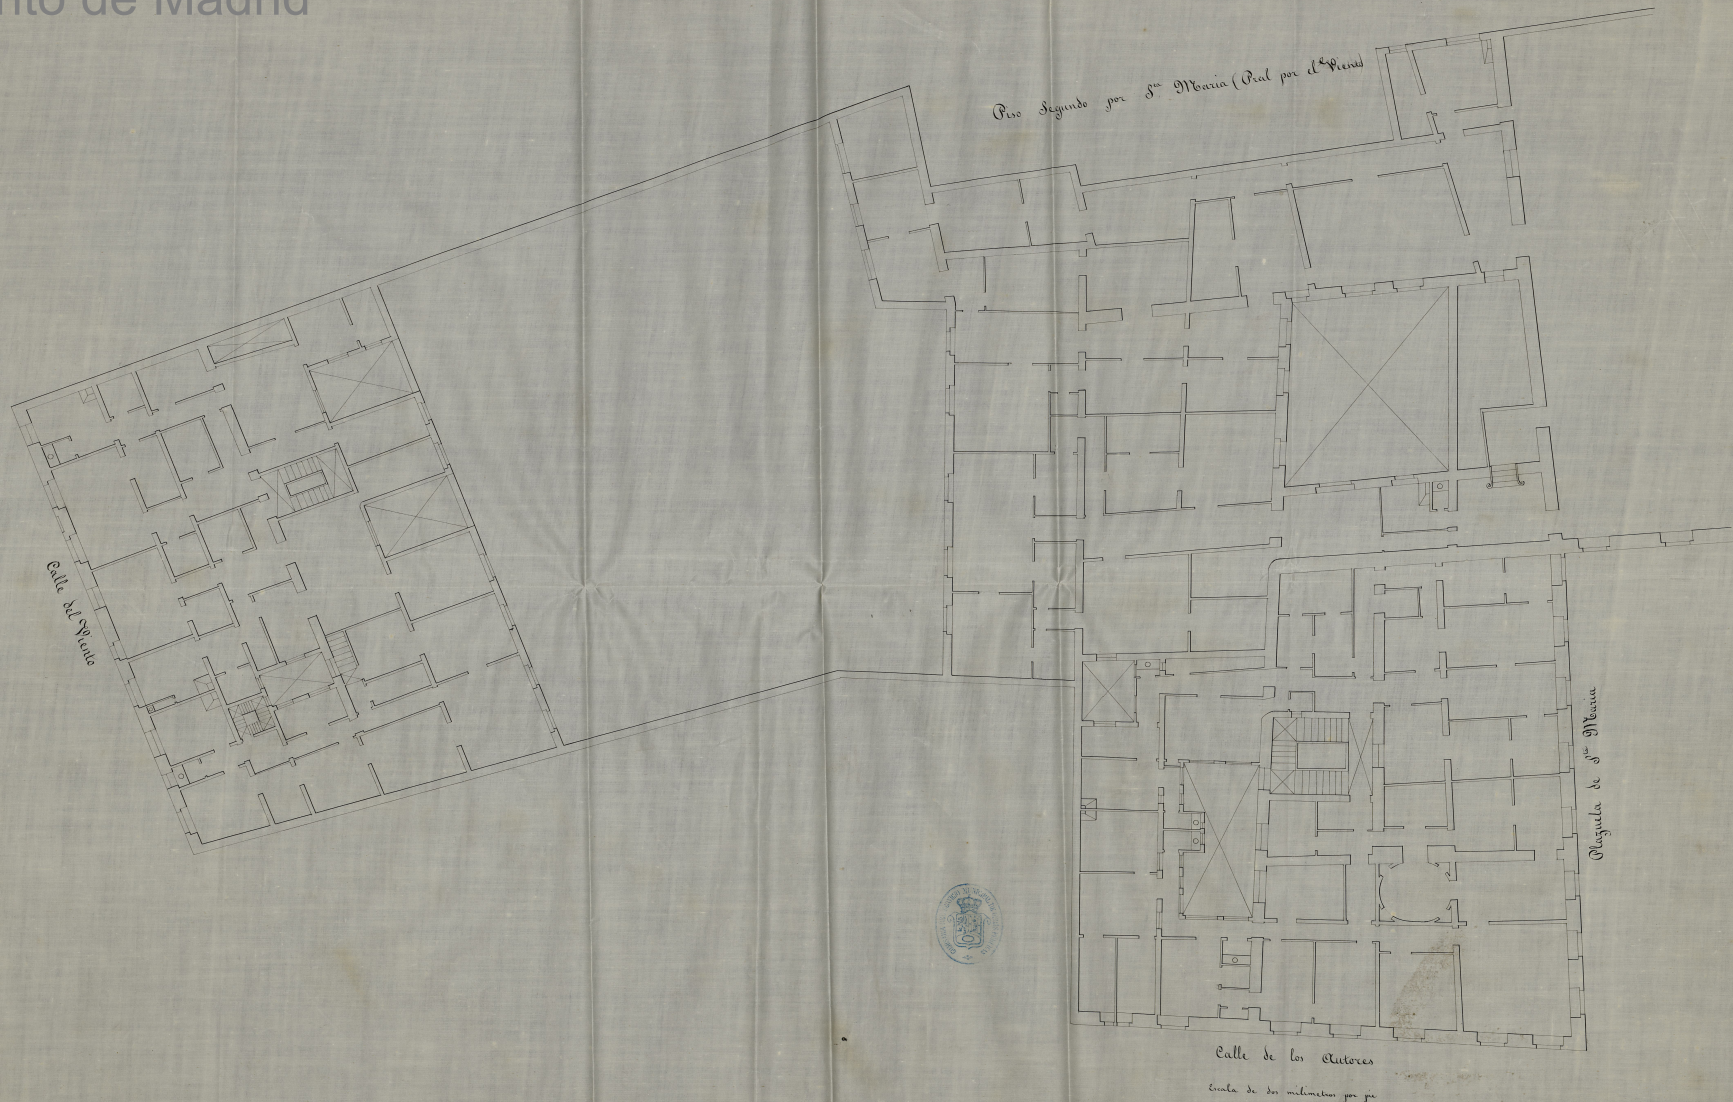 nto de Madrid
Piso Segundo por Sta. Maria (Pral por el Viento)
Calle del Viento
Plazuela de Sta Maria
Calle de los Autores
Escala de dos milimetros por pie